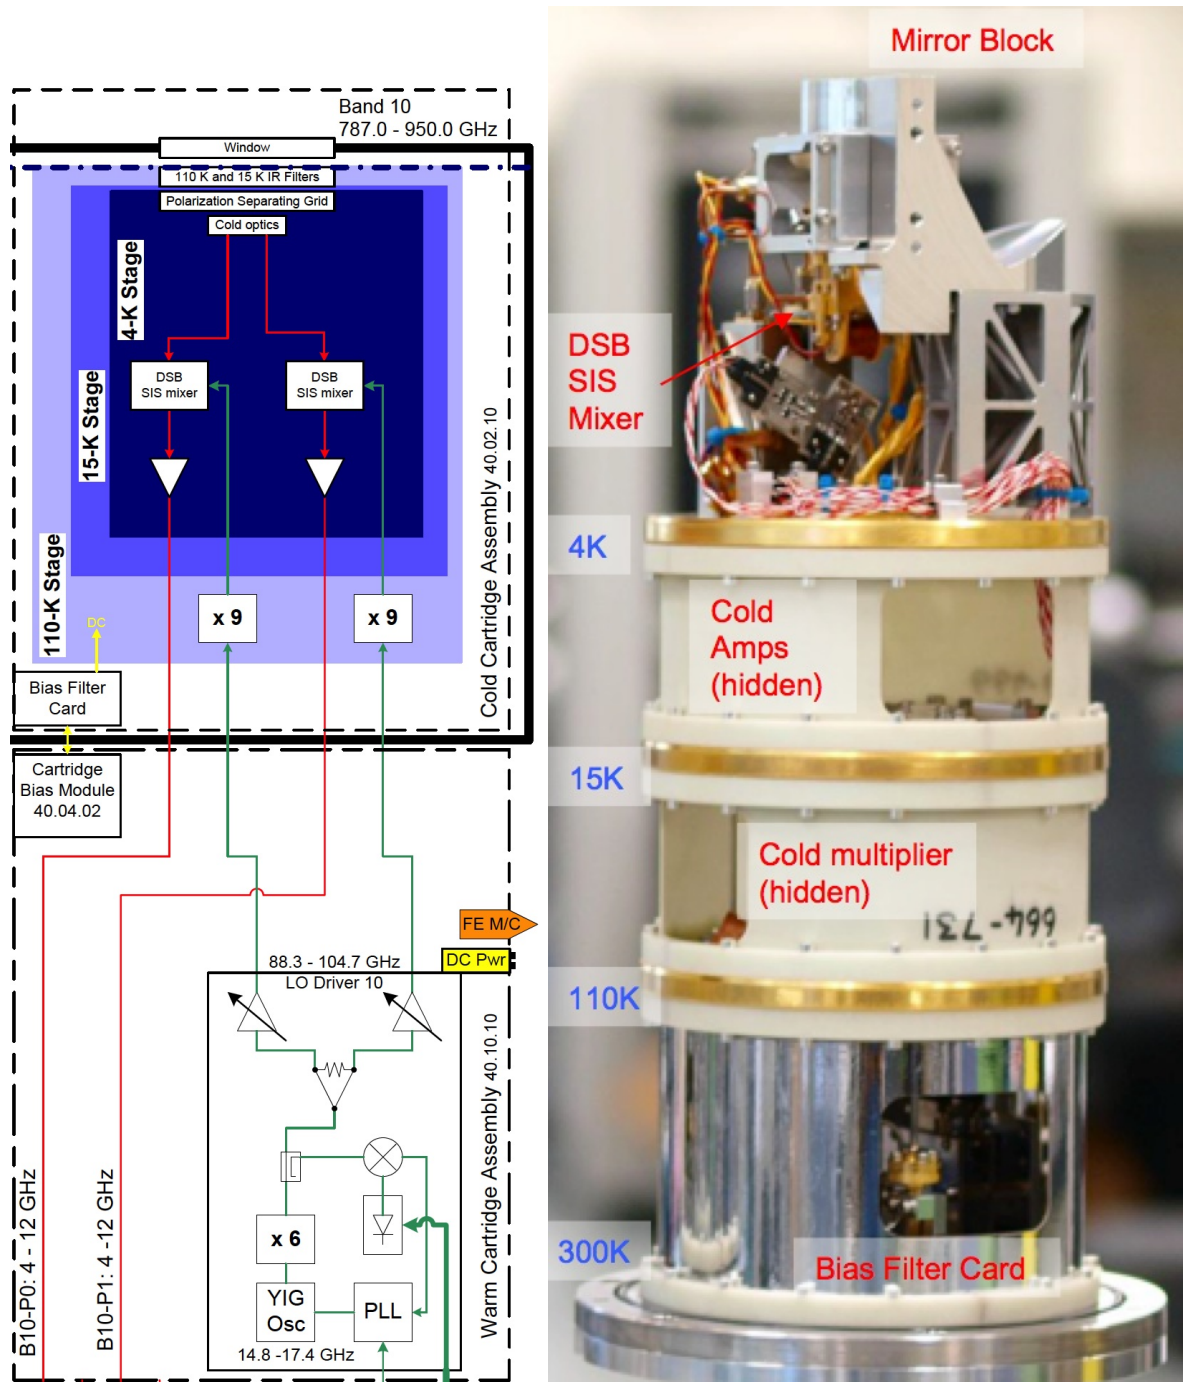 Band 10
787.0 - 950.0 GHz
Window
110 K and 15 K IR Filters
Polarization Separating Grid
Cold optics
4-K Stage
15-K Stage
110-K Stage
DSB
SIS mixer
DSB
SIS mixer
x 9
x 9
DC
Bias Filter
Card
Cold Cartridge Assembly 40.02.10
Cartridge
Bias Module
40.04.02
FE M/C
DC Pwr
88.3 - 104.7 GHz
LO Driver 10
x 6
YIG
Osc
PLL
14.8 -17.4 GHz
B10-P0: 4 - 12 GHz
B10-P1: 4 -12 GHz
Warm Cartridge Assembly 40.10.10
Mirror Block
DSB
SIS
Mixer
4K
Cold
Amps
(hidden)
15K
Cold multiplier
(hidden)
664-731
110K
300K
Bias Filter Card